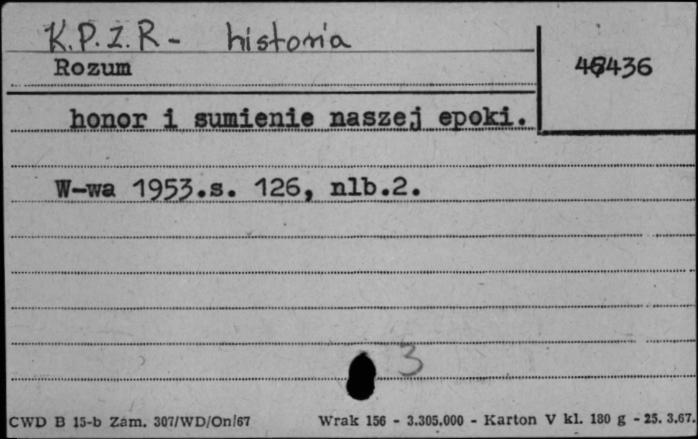 K.P.Z.R - historia
Rozum
honor i sumienie naszej epoki.
W-wa 1953.s. 126, nlb.2.
3
CWD B 15-b Zam. 307/WD/On/67 Wrak 156 - 3.305.000 - Karton V kl. 180 g - 25. 3.67.